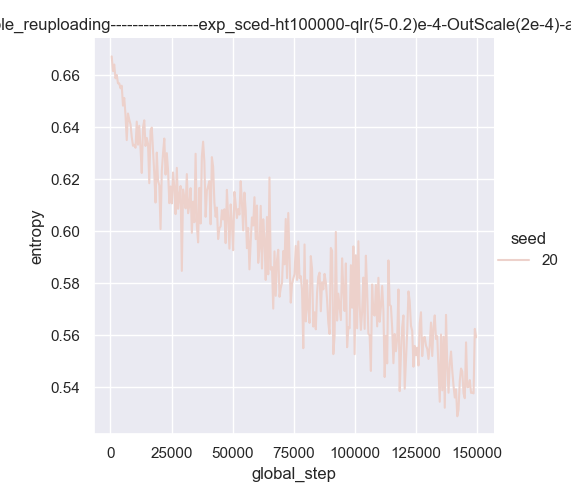 ole_reuploading----------------exp_sced-ht100000-qlr(5-0.2)e-4-OutScale(2e-4)-a
0.66
0.64
0.62
0.60
0.58
0.56
0.54
entropy
seed
20
0 25000 50000 75000 100000 125000 150000
global_step